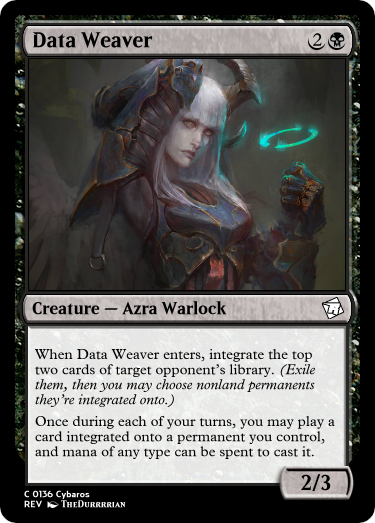 Data Weaver 2
Creature — Azra Warlock
When Data Weaver enters, integrate the top
two cards of target opponent's library. (Exile
them, then you may choose nonland permanents
they're integrated onto.)
Once during each of your turns, you may play a
card integrated onto a permanent you control,
and mana of any type can be spent to cast it.
2/3
C 0136 Cybaros
REV TheDurrrrian